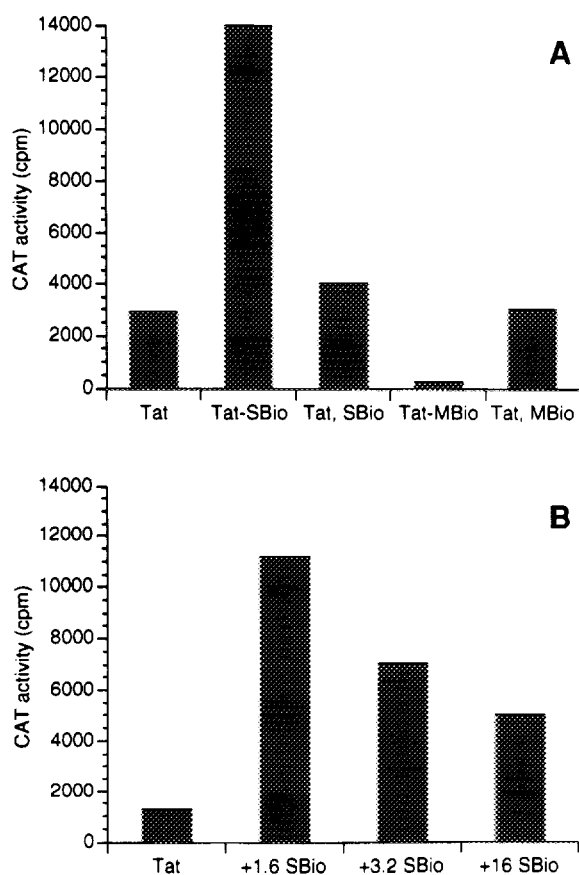 A
CAT activity (cpm)
14000
12000
10000
8000
6000
4000
2000
0
Tat Tat-SBio Tat, SBio Tat-MBio Tat, MBio
B
CAT activity (cpm)
14000
12000
10000
8000
6000
4000
2000
0
Tat +1.6 SBio +3.2 SBio +16 SBio